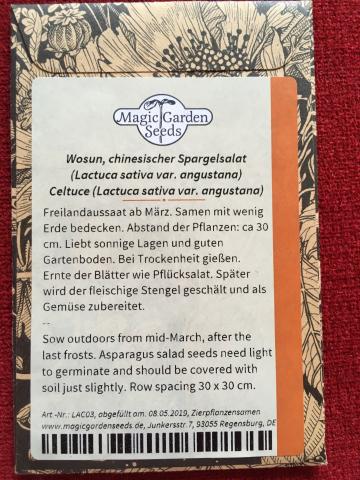 Magic Garden
Seeds
Wosun, chinesischer Spargelsalat
(Lactuca sativa var. angustana)
Celtuce (Lactuca sativa var. angustana)
Freilandaussaat ab März. Samen mit wenig
Erde bedecken. Abstand der Pflanzen: ca 30
cm. Liebt sonnige Lagen und guten
Gartenboden. Bei Trockenheit gießen.
Ernte der Blätter wie Pflücksalat. Später
wird der fleischige Stengel geschält und als
Gemüse zubereitet.
--
Sow outdoors from mid-March, after the
last frosts. Asparagus salad seeds need light
to germinate and should be covered with
soil just slightly. Row spacing 30 x 30 cm.
Art.-Nr.: LAC03, abgefüllt am. 08.05.2019, Zierpflanzensamen
www.magicgardenseeds.de, Junkersstr.7, 93055 Regensburg, DE